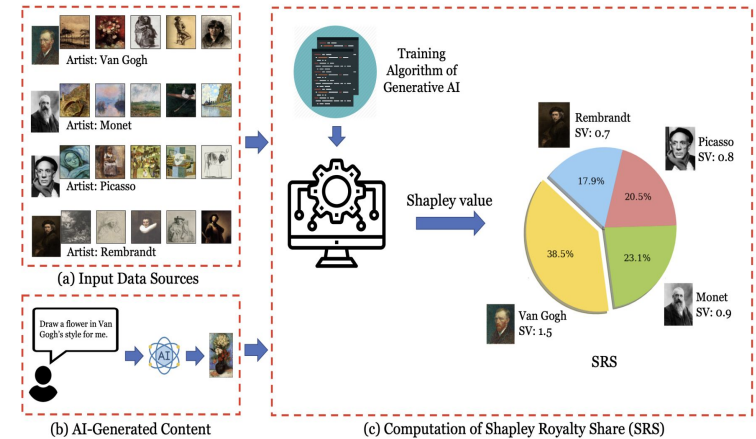 Artist: Van Gogh
Artist: Monet
Artist: Picasso
Artist: Rembrandt
(a) Input Data Sources
Draw a flower in Van
Gogh's style for me.
AI
(b) AI-Generated Content
Training
Algorithm of
Generative AI
Shapley value
Rembrandt
SV: 0.7
Picasso
SV: 0.8
17.9%
20.5%
38.5%
23.1%
Van Gogh
SV: 1.5
Monet
SV: 0.9
SRS
(c) Computation of Shapley Royalty Share (SRS)